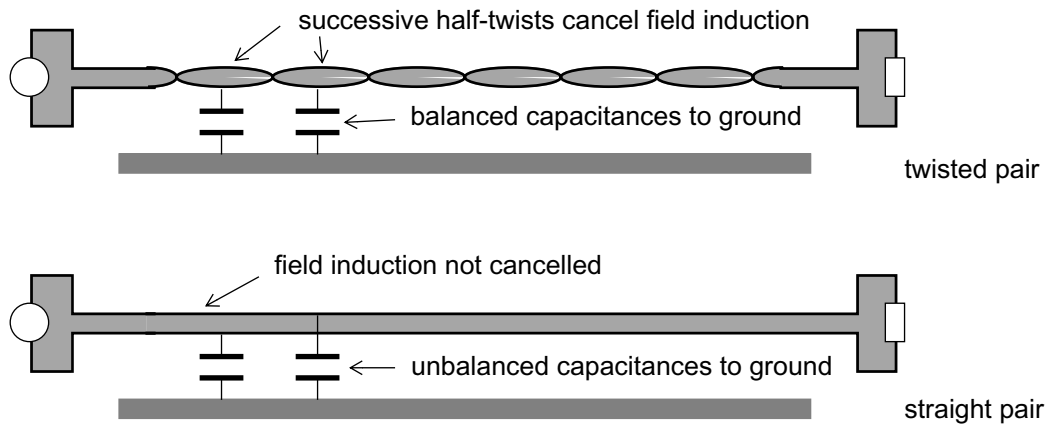 successive half-twists cancel field induction
balanced capacitances to ground
twisted pair
field induction not cancelled
unbalanced capacitances to ground
straight pair